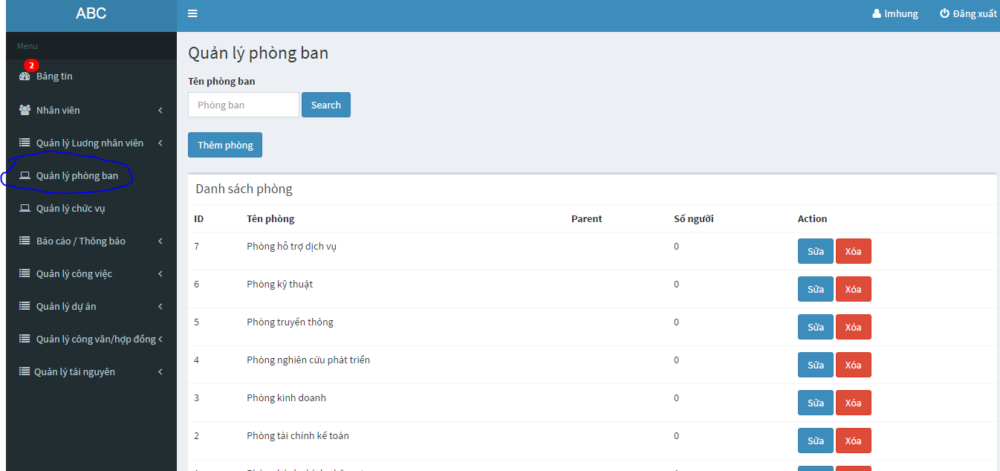 ABC
lmhung Đăng xuất
Menu
2
Bảng tin
Nhân viên
Quản lý Lương nhân viên
Quản lý phòng ban
Quản lý chức vụ
Báo cáo / Thông báo
Quản lý công việc
Quản lý dự án
Quản lý công văn/hợp đồng
Quản lý tài nguyên
Quản lý phòng ban
Tên phòng ban
Phòng ban Search
Thêm phòng
Danh sách phòng
ID Tên phòng Parent Số người Action
7 Phòng hỗ trợ dịch vụ 0 Sửa Xóa
6 Phòng kỹ thuật 0 Sửa Xóa
5 Phòng truyền thông 0 Sửa Xóa
4 Phòng nghiên cứu phát triển 0 Sửa Xóa
3 Phòng kinh doanh 0 Sửa Xóa
2 Phòng tài chính kế toán 0 Sửa Xóa